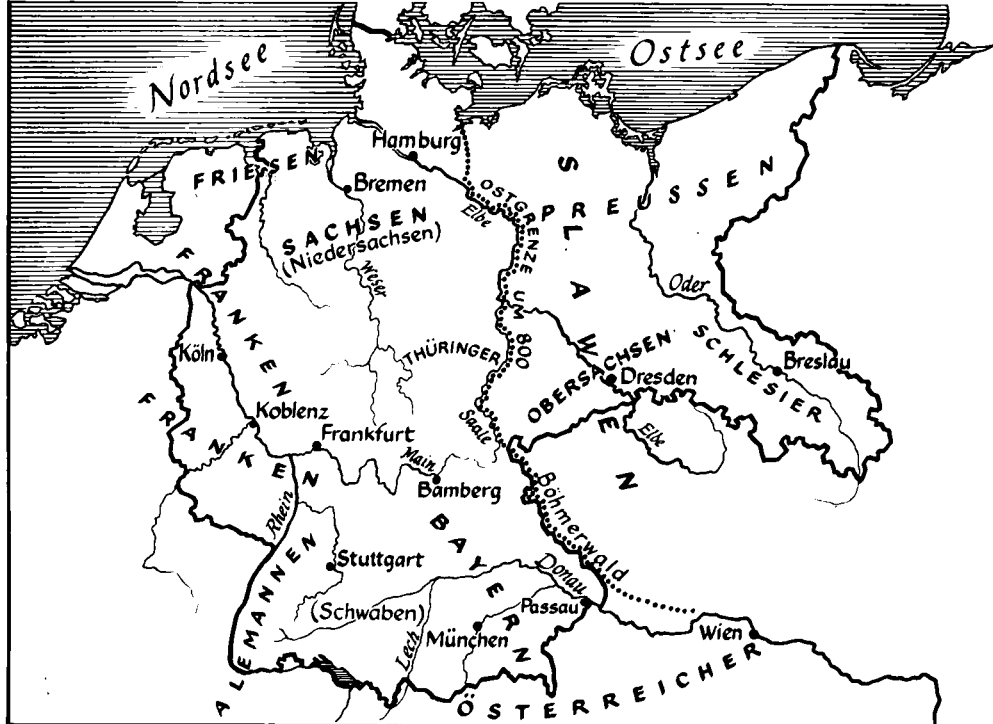 Nordsee
Ostsee
Hamburg
FRIESEN
Bremen
SLAWEN
PREUSSEN
OSTGRENZE UM 800
Elbe
SACHSEN
(Niedersachsen)
FRANKEN
Weser
Oder
Köln
THÜRINGER
OBERSACHSEN
SCHLESIER
Breslau
Dresden
FRANKEN
Koblenz
Saale
Elbe
Frankfurt
Main
Bamberg
Rhein
Böhmerwald
BAYERN
ALEMANNEN
Stuttgart
Donau
(Schwaben)
Passau
Lech
München
Wien
ÖSTERREICHER